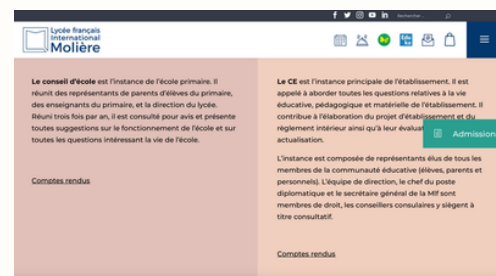 Recherche
Lycée français
International
Molière
Le conseil d'école est l'instance de l'école primaire. Il
réunit des représentants de parents d'élèves du primaire,
des enseignants du primaire, et la direction du lycée.
Réuni trois fois par an, il est consulté pour avis et présente
toutes suggestions sur le fonctionnement de l'école et sur
toutes les questions intéressant la vie de l'école.
Comptes rendus
Le CE est l'instance principale de l'établissement. Il est
appelé à aborder toutes les questions relatives à la vie
éducative, pédagogique et matérielle de l'établissement. Il
contribue à l'élaboration du projet d'établissement et du
règlement intérieur ainsi qu'à leur évaluat
actualisation.
Admission
L'instance est composée de représentants élus de tous les
membres de la communauté éducative (élèves, parents et
personnels). L'équipe de direction, le chef du poste
diplomatique et le secrétaire général de la Mlf sont
membres de droit, les conseillers consulaires y siègent à
titre consultatif.
Comptes rendus